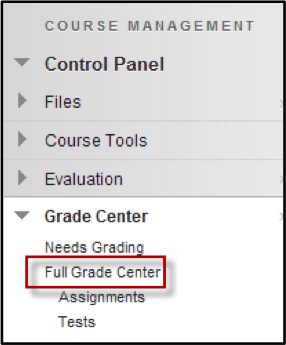 COURSE MANAGEMENT
Control Panel
Files
Course Tools
Evaluation
Grade Center
Needs Grading
Full Grade Center
Assignments
Tests